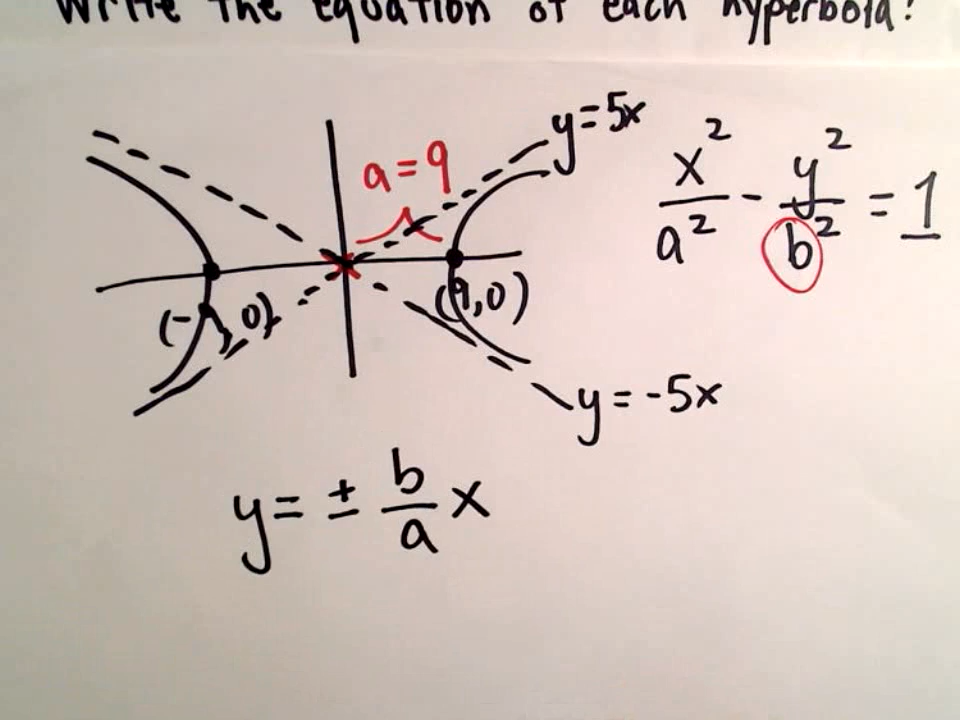 Write the equation of each hyperbola!
y = 5x
a = 9
x²/a² - y²/b² = 1
(9,0)
y = -5x
y = ± b/a x